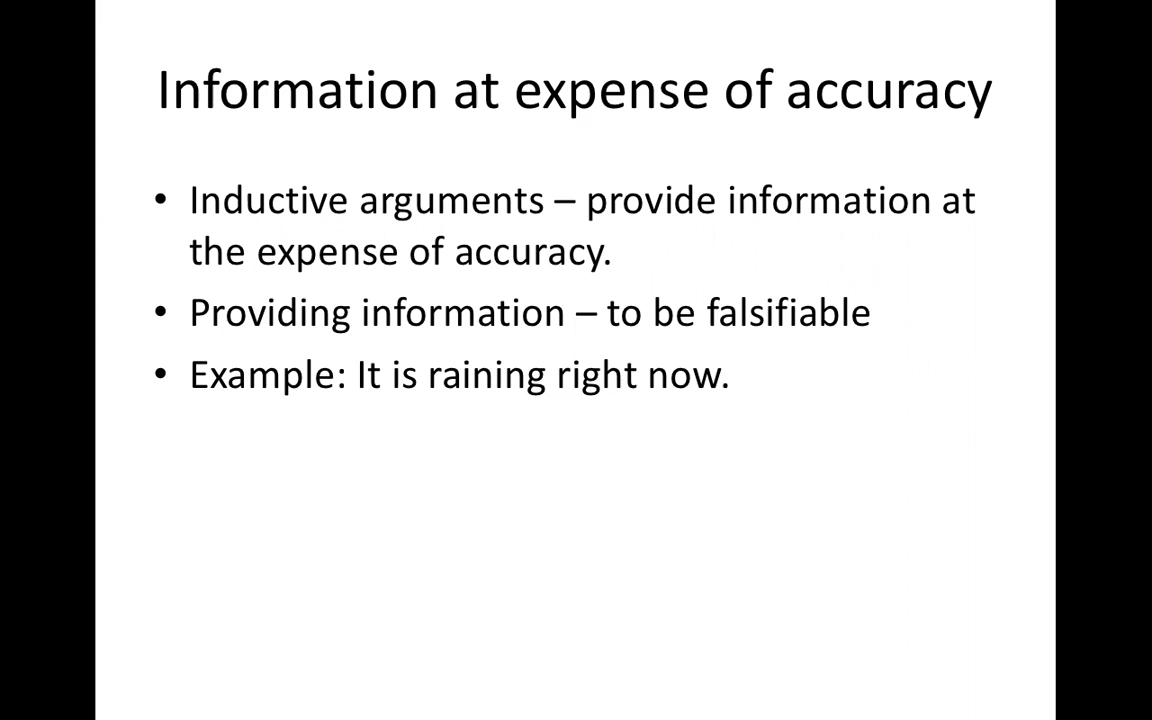 Information at expense of accuracy
• Inductive arguments – provide information at
the expense of accuracy.
• Providing information – to be falsifiable
• Example: It is raining right now.